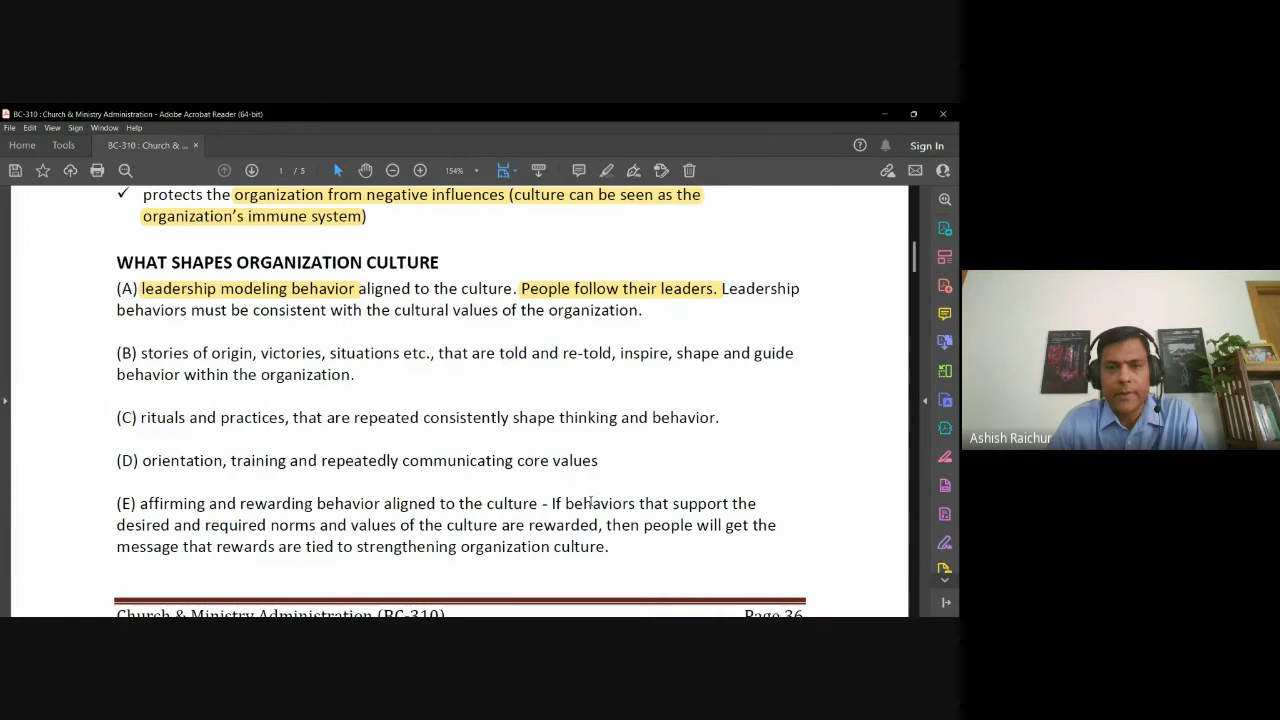 BC-310 : Church & Ministry Administration - Adobe Acrobat Reader (64-bit)
File Edit View Window Help
Home Tools BC-310 : Church & ... × Sign In
1 / 5 154%
✓ protects the organization from negative influences (culture can be seen as the
organization's immune system)
WHAT SHAPES ORGANIZATION CULTURE
(A) leadership modeling behavior aligned to the culture. People follow their leaders. Leadership
behaviors must be consistent with the cultural values of the organization.
(B) stories of origin, victories, situations etc., that are told and re-told, inspire, shape and guide
behavior within the organization.
(C) rituals and practices, that are repeated consistently shape thinking and behavior.
(D) orientation, training and repeatedly communicating core values
(E) affirming and rewarding behavior aligned to the culture - If behaviors that support the
desired and required norms and values of the culture are rewarded, then people will get the
message that rewards are tied to strengthening organization culture.
Church & Ministry Administration (BC-310) Page 36
Ashish Raichur